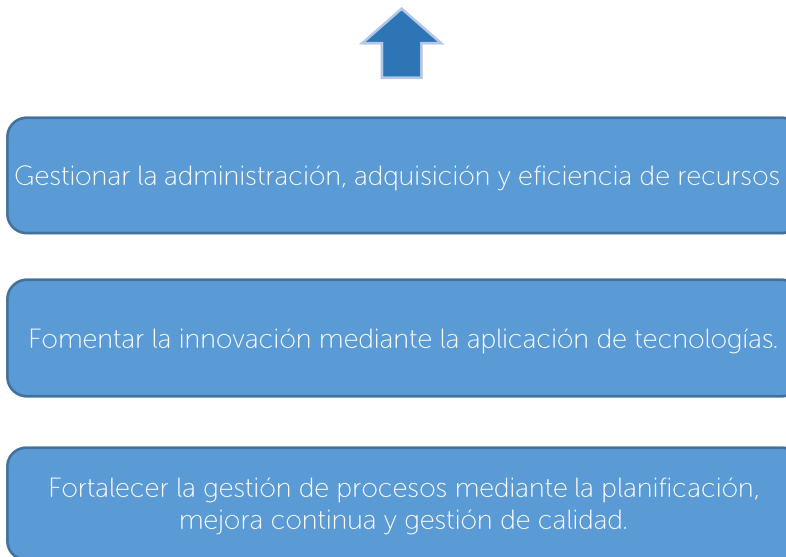 Gestionar la administración, adquisición y eficiencia de recursos
Fomentar la innovación mediante la aplicación de tecnologías.
Fortalecer la gestión de procesos mediante la planificación,
mejora continua y gestión de calidad.